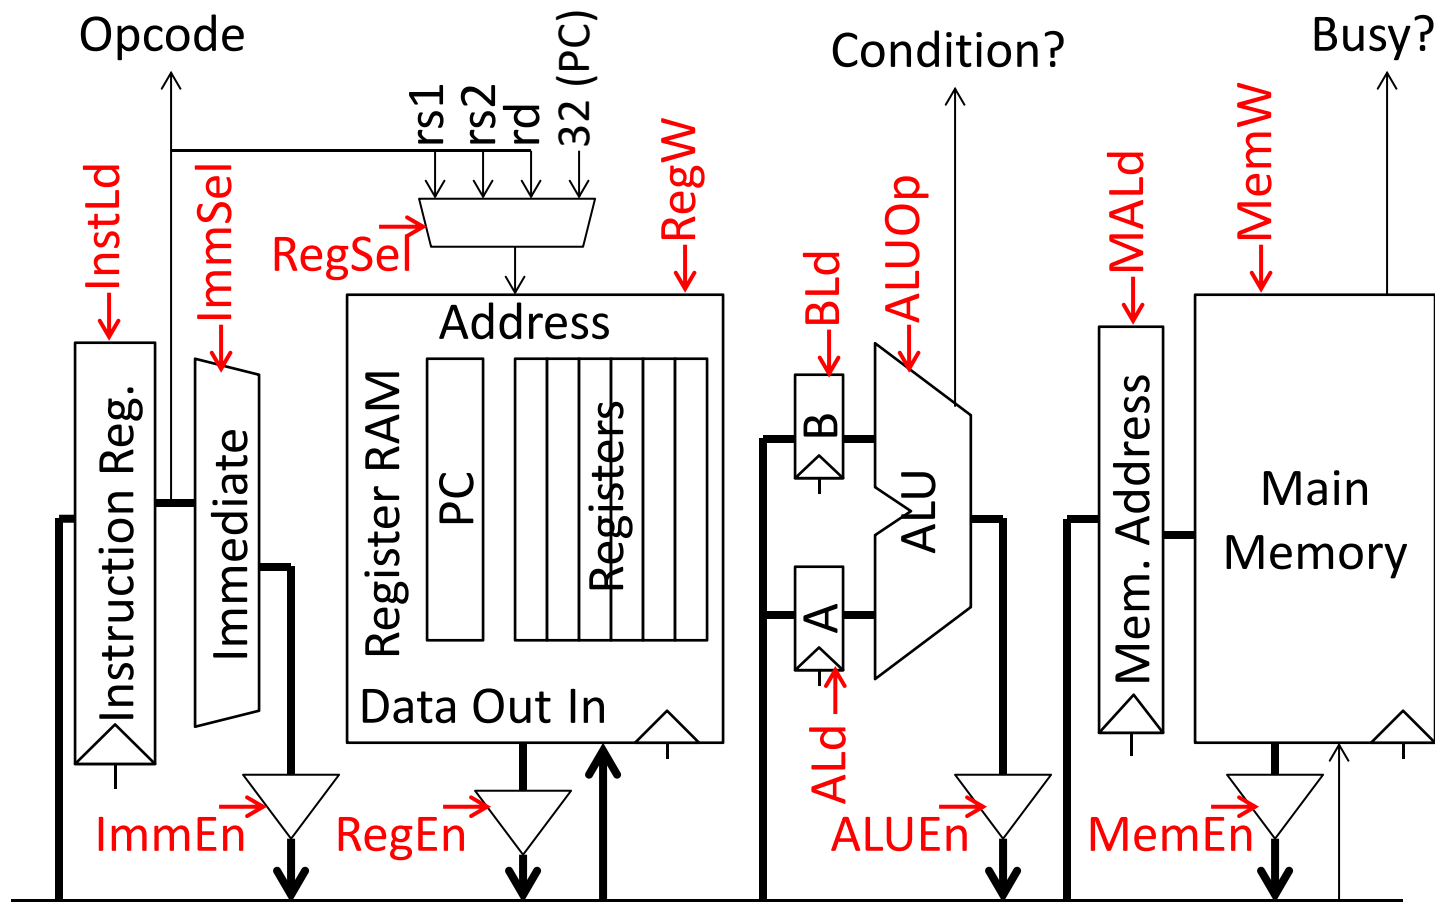 Opcode
Condition?
Busy?
rs1
rs2
rd
32 (PC)
InstLd
ImmSel
RegSel
RegW
BLd
ALUOp
MALd
MemW
Instruction Reg.
Immediate
Address
Register RAM
PC
Registers
Data Out In
B
A
ALU
ALd
Mem. Address
Main
Memory
ImmEn
RegEn
ALUEn
MemEn